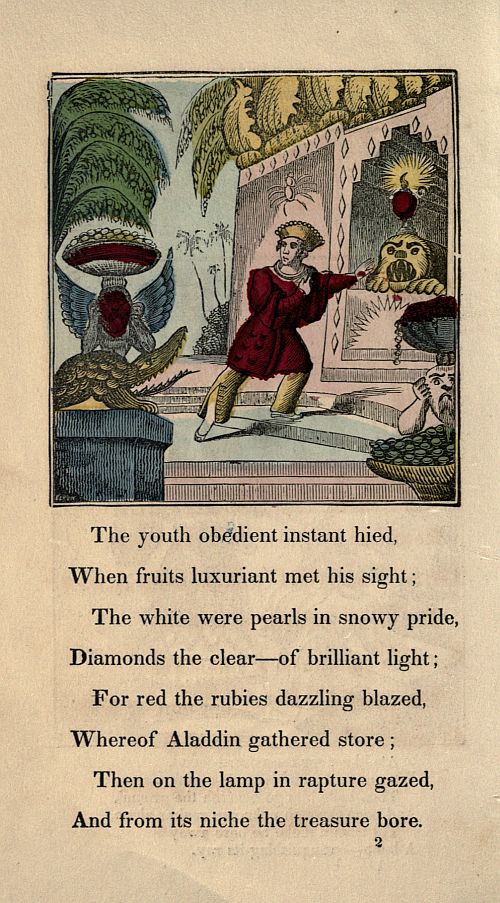 The youth obedient instant hied,
When fruits luxuriant met his sight;
The white were pearls in snowy pride,
Diamonds the clear—of brilliant light;
For red the rubies dazzling blazed,
Whereof Aladdin gathered store;
Then on the lamp in rapture gazed,
And from its niche the treasure bore.
2